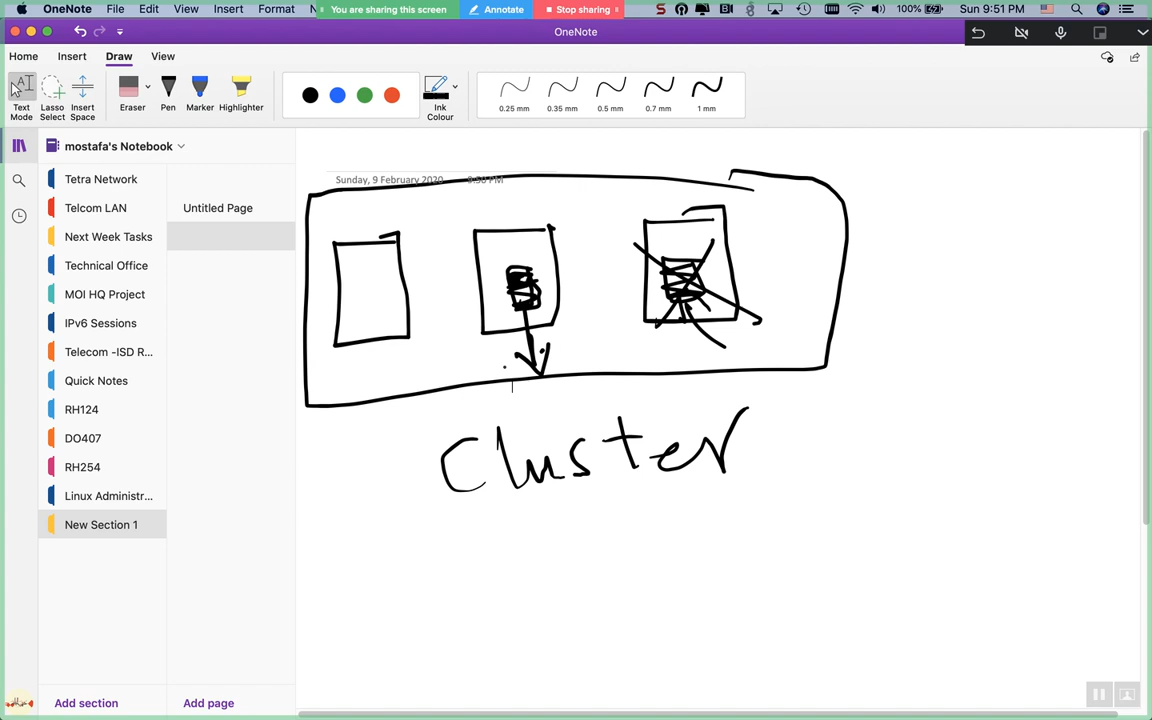 OneNote File Edit View Insert Format You are sharing this screen Annotate Stop sharing 100% Sun 9:51 PM
OneNote
Home Insert Draw View
Text Mode Lasso Select Insert Space Eraser Pen Marker Highlighter Ink Colour 0.25 mm 0.35 mm 0.5 mm 0.7 mm 1 mm
mostafa's Notebook
Tetra Network
Telcom LAN
Next Week Tasks
Technical Office
MOI HQ Project
IPv6 Sessions
Telecom -ISD R...
Quick Notes
RH124
DO407
RH254
Linux Administr...
New Section 1
Add section
Untitled Page
Add page
Sunday, 9 February 2020 9:50 PM
Cluster